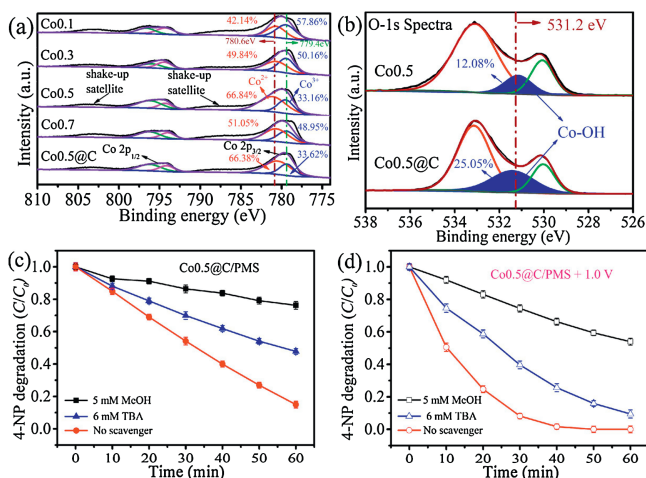 (a)
Co0.1
42.14%
57.86%
780.6eV
779.4eV
Co0.3
49.84%
50.16%
shake-up
satellite
shake-up
satellite
Co²⁺
Co³⁺
Co0.5
66.84%
33.16%
Co0.7
51.05%
48.95%
Co 2p1/2
Co 2p3/2
Co0.5@C
66.38%
33.62%
Intensity (a.u.)
810 805 800 795 790 785 780 775
Binding energy (eV)
(b)
O-1s Spectra
531.2 eV
Co0.5
12.08%
Co-OH
Co0.5@C
25.05%
Intensity (a.u.)
538 536 534 532 530 528 526
Binding energy (eV)
(c)
Co0.5@C/PMS
1.0
0.8
0.6
0.4
0.2
0.0
4-NP degradation (C/C0)
5 mM McOH
6 mM TBA
No scavenger
0 10 20 30 40 50 60
Time (min)
(d)
Co0.5@C/PMS + 1.0 V
1.0
0.8
0.6
0.4
0.2
0.0
4-NP degradation (C/C0)
5 mM McOH
6 mM TBA
No scavenger
0 10 20 30 40 50 60
Time (min)